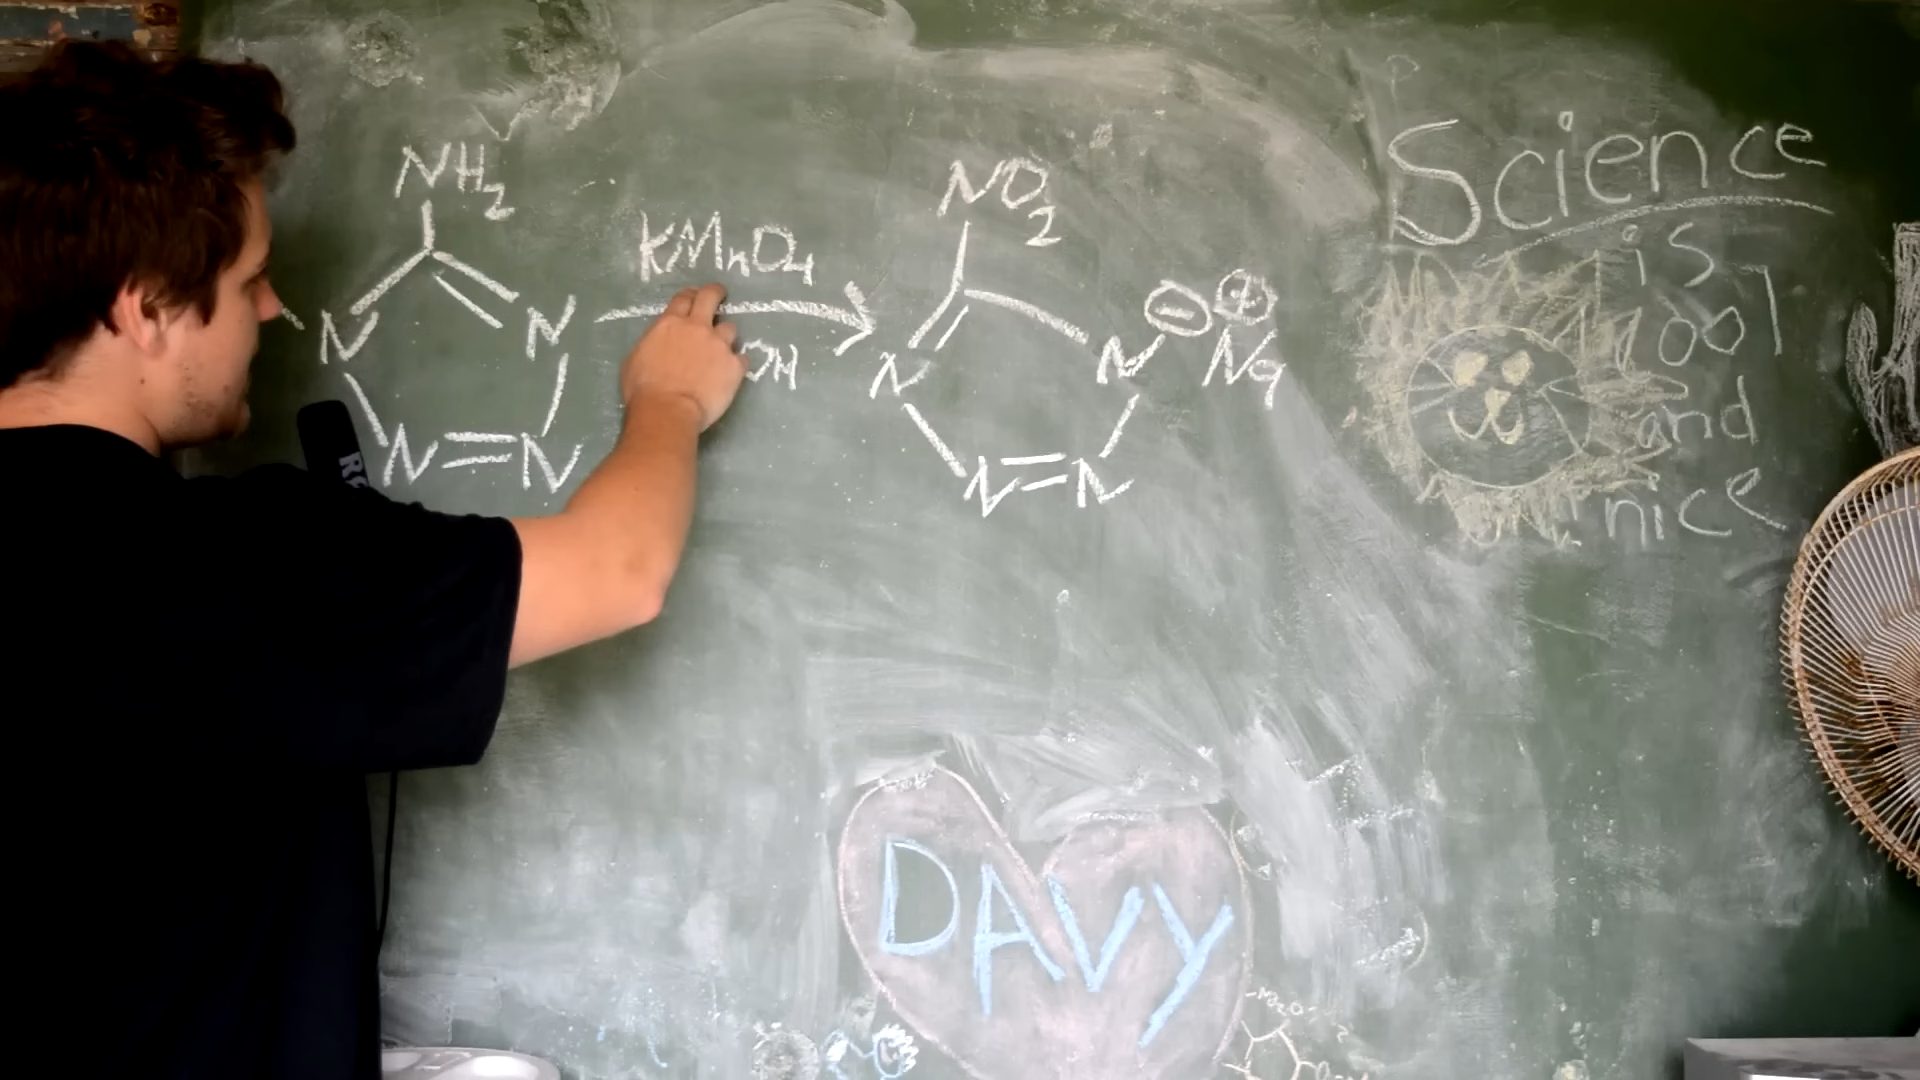 NH2
N
N
N=N
KMnO4
OH
NO2
N
N ⊖
⊕
Na
N=N
Science
is
cool
and
nice
DAVY